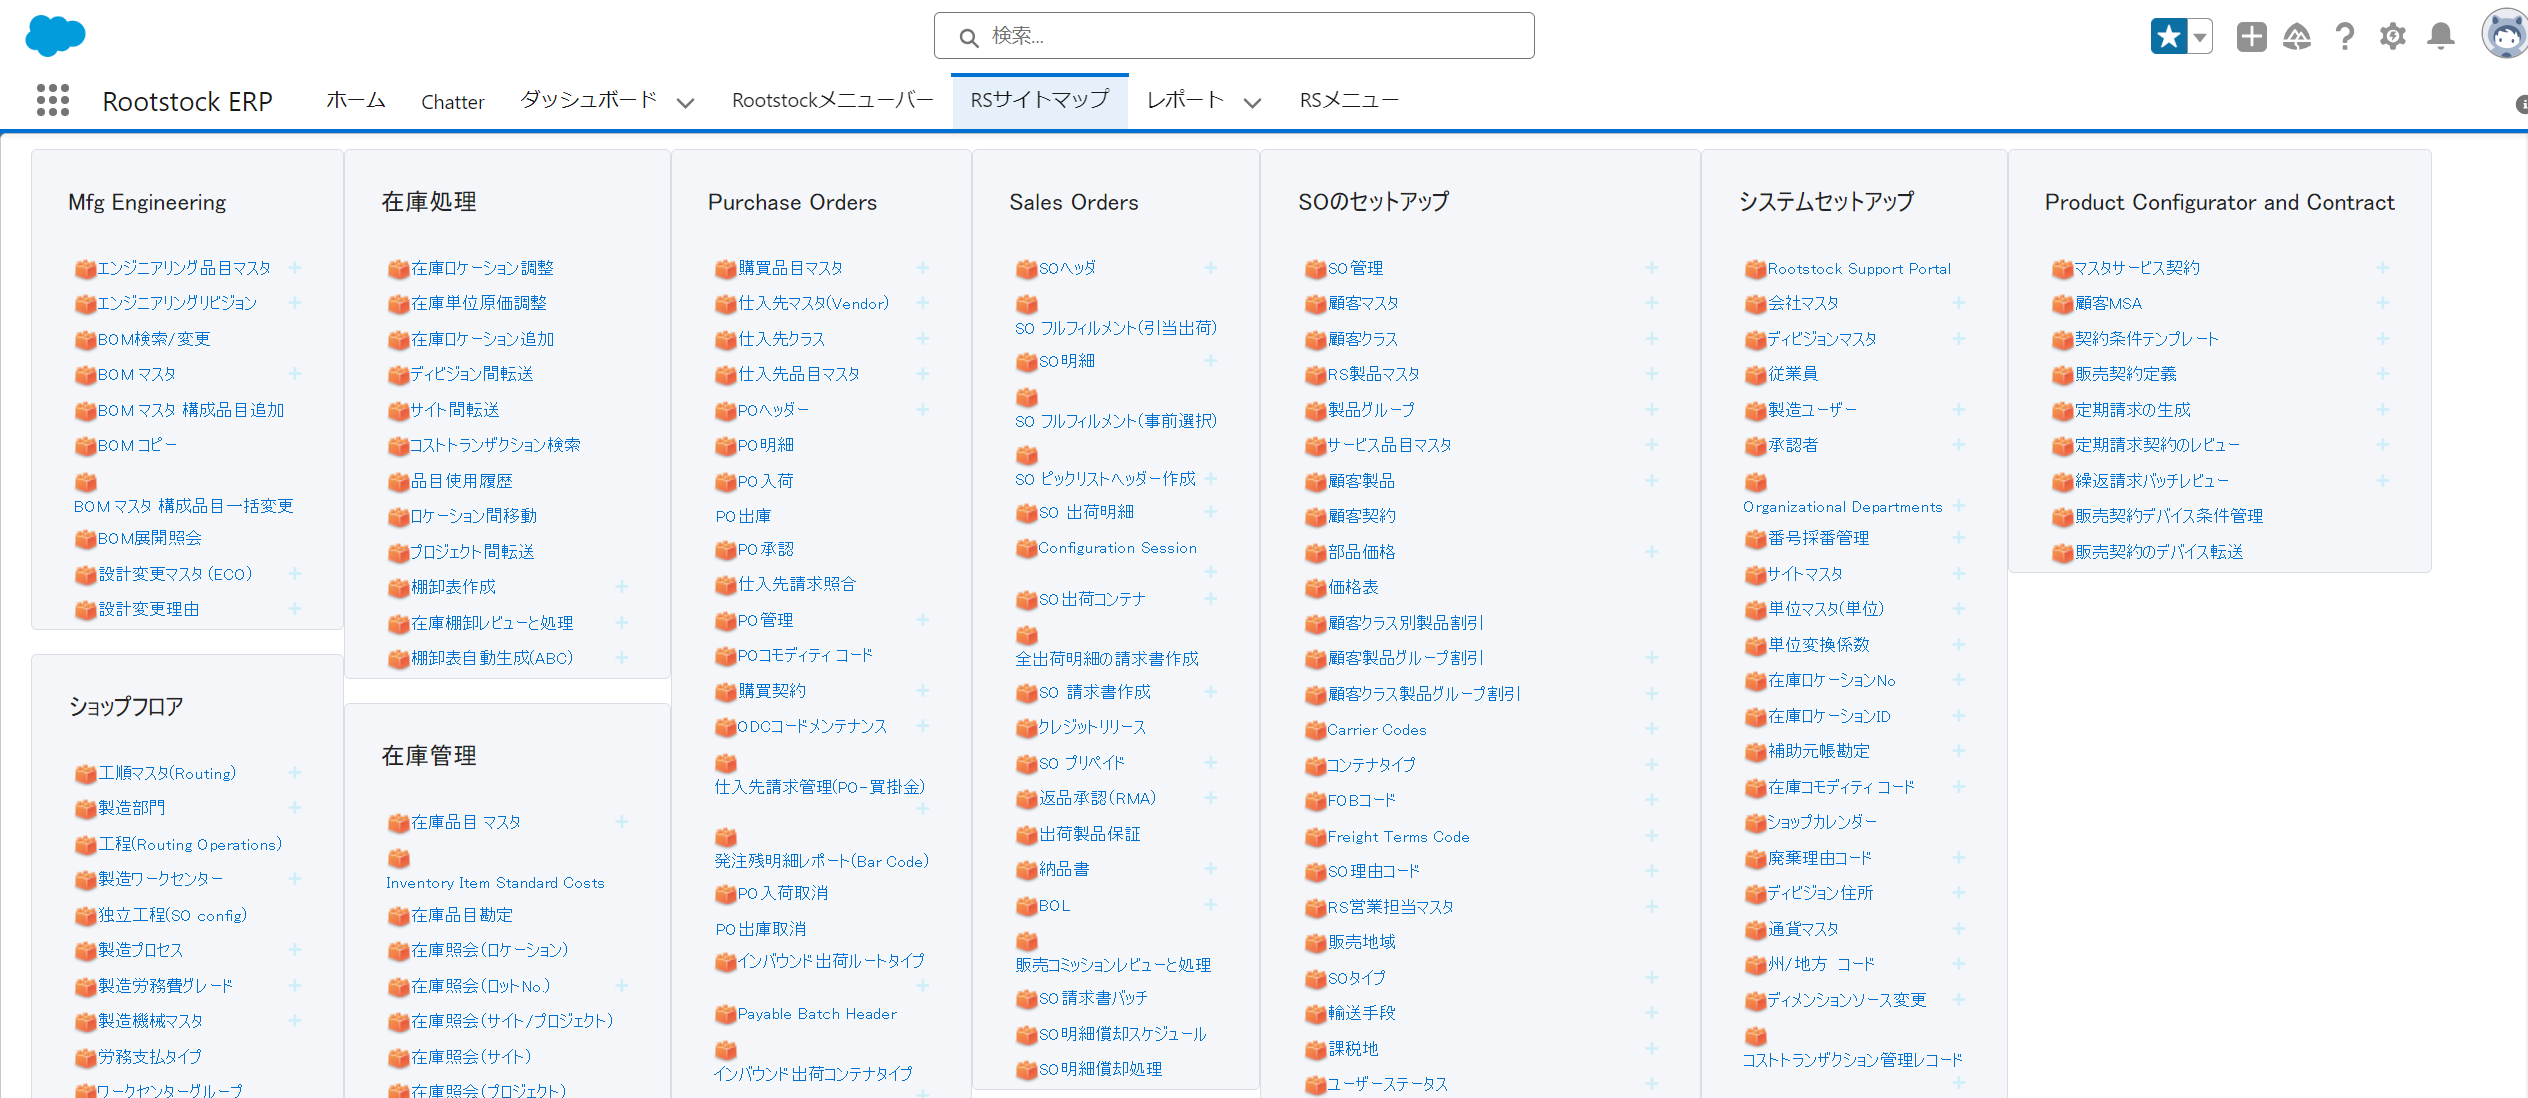 検索...
Rootstock ERP
ホーム
Chatter
ダッシュボード
Rootstockメニューバー
RSサイトマップ
レポート
RSメニュー
Mfg Engineering
エンジニアリング品目マスタ
エンジニアリングリビジョン
BOM検索/変更
BOM マスタ
BOM マスタ 構成品目追加
BOM コピー
BOM マスタ 構成品目一括変更
BOM展開照会
設計変更マスタ (ECO)
設計変更理由
ショップフロア
工順マスタ(Routing)
製造部門
工程(Routing Operations)
製造ワークセンター
独立工程(SO config)
製造プロセス
製造労務費グレード
製造機械マスタ
労務支払タイプ
ワークセンターグループ
在庫処理
在庫ロケーション調整
在庫単位原価調整
在庫ロケーション追加
ディビジョン間転送
サイト間転送
コストトランザクション検索
品目使用履歴
ロケーション間移動
プロジェクト間転送
棚卸表作成
在庫棚卸レビューと処理
棚卸表自動生成(ABC)
在庫管理
在庫品目 マスタ
Inventory Item Standard Costs
在庫品目勘定
在庫照会(ロケーション)
在庫照会(ロットNo.)
在庫照会(サイト/プロジェクト)
在庫照会(サイト)
在庫照会(プロジェクト)
Purchase Orders
購買品目マスタ
仕入先マスタ(Vendor)
仕入先クラス
仕入先品目マスタ
POヘッダー
PO明細
PO入荷
PO出庫
PO承認
仕入先請求照合
PO管理
POコモディティ コード
購買契約
ODCコードメンテナンス
仕入先請求管理(PO-買掛金)
発注残明細レポート(Bar Code)
PO入荷取消
PO出庫取消
インバウンド出荷ルートタイプ
Payable Batch Header
インバウンド出荷コンテナタイプ
Sales Orders
SOヘッダ
SO フルフィルメント(引当出荷)
SO明細
SO フルフィルメント(事前選択)
SO ピックリストヘッダー作成
SO 出荷明細
Configuration Session
SO出荷コンテナ
全出荷明細の請求書作成
SO 請求書作成
クレジットリリース
SO プリペイド
返品承認(RMA)
出荷製品保証
納品書
BOL
販売コミッションレビューと処理
SO請求書バッチ
SO明細償却スケジュール
SO明細償却処理
SOのセットアップ
SO管理
顧客マスタ
顧客クラス
RS製品マスタ
製品グループ
サービス品目マスタ
顧客製品
顧客契約
部品価格
価格表
顧客クラス別製品割引
顧客製品グループ割引
顧客クラス製品グループ割引
Carrier Codes
コンテナタイプ
FOBコード
Freight Terms Code
SO理由コード
RS営業担当マスタ
販売地域
SOタイプ
輸送手段
課税地
ユーザーステータス
システムセットアップ
Rootstock Support Portal
会社マスタ
ディビジョンマスタ
従業員
製造ユーザー
承認者
Organizational Departments
番号採番管理
サイトマスタ
単位マスタ(単位)
単位変換係数
在庫ロケーションNo
在庫ロケーションID
補助元帳勘定
在庫コモディティ コード
ショップカレンダー
廃棄理由コード
ディビジョン住所
通貨マスタ
州/地方 コード
ディメンションソース変更
コストトランザクション管理レコード
Product Configurator and Contract
マスタサービス契約
顧客MSA
契約条件テンプレート
販売契約定義
定期請求の生成
定期請求契約のレビュー
繰返請求バッチレビュー
販売契約デバイス条件管理
販売契約のデバイス転送